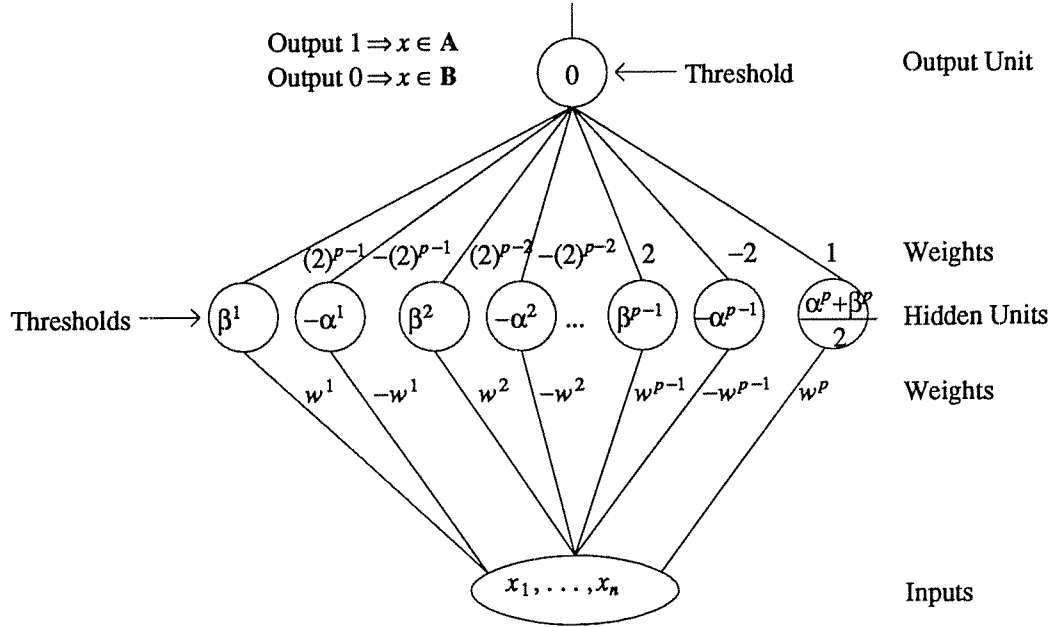 Output 1 ⇒ x ∈ A
Output 0 ⇒ x ∈ B
0
Threshold
Output Unit
(2)^{p−1} −(2)^{p−1} (2)^{p−2} −(2)^{p−2} 2 −2 1
Weights
Thresholds
β^1 −α^1 β^2 −α^2 ... β^{p−1} −α^{p−1} α^p+β^p
2
Hidden Units
w^1 −w^1 w^2 −w^2 w^{p−1} −w^{p−1} w^p
Weights
x_1, . . . , x_n
Inputs